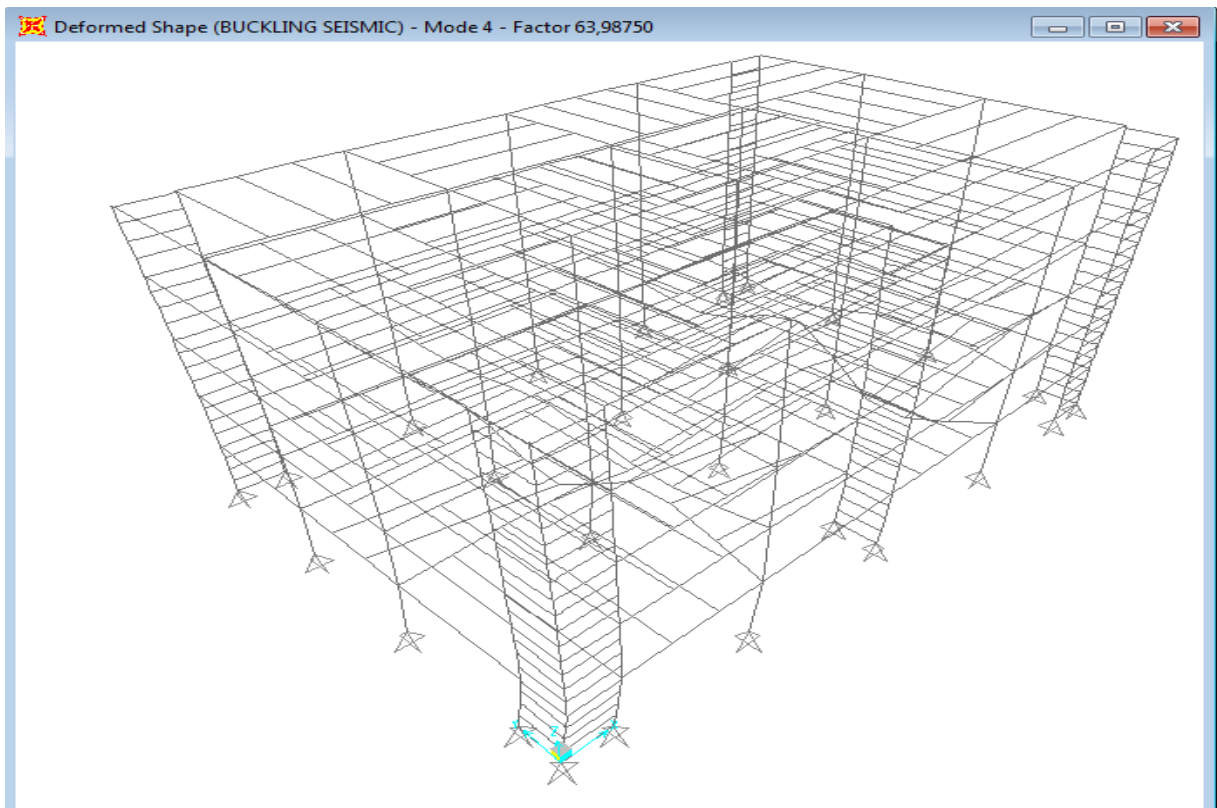 Deformed Shape (BUCKLING SEISMIC) - Mode 4 - Factor 63,98750
Z